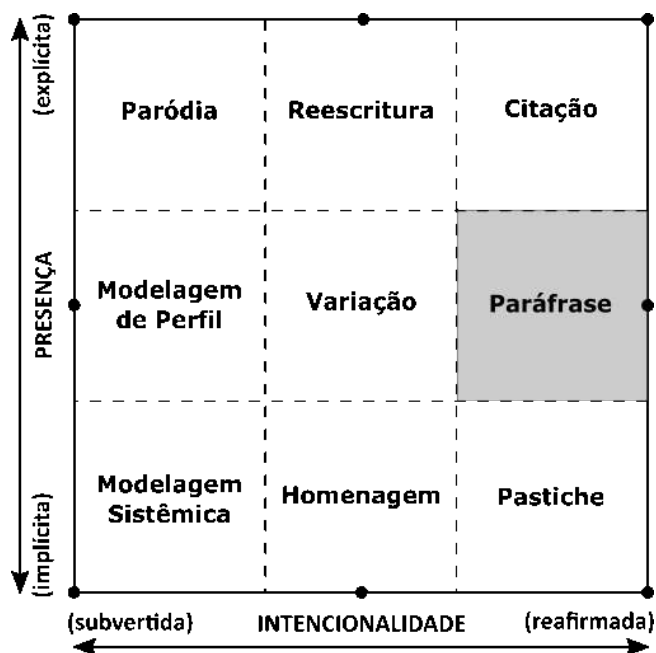 (explícita)
PRESENÇA
(implícita)
Paródia
Reescritura
Citação
Modelagem
de Perfil
Variação
Paráfrase
Modelagem
Sistêmica
Homenagem
Pastiche
(subvertida)
INTENCIONALIDADE
(reafirmada)